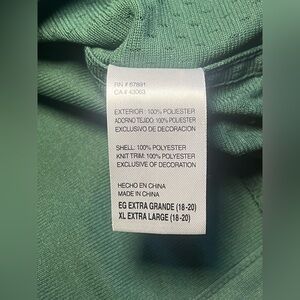 RN # 67891
CA # 43063
EXTERIOR: 100% POLIESTER
ADORNO TEJIDO: 100% POLIESTER
EXCLUSIVO DE DECORACION
SHELL: 100% POLYESTER
KNIT TRIM: 100% POLYESTER
EXCLUSIVE OF DECORATION
HECHO EN CHINA
MADE IN CHINA
EG EXTRA GRANDE (18-20)
XL EXTRA LARGE (18-20)